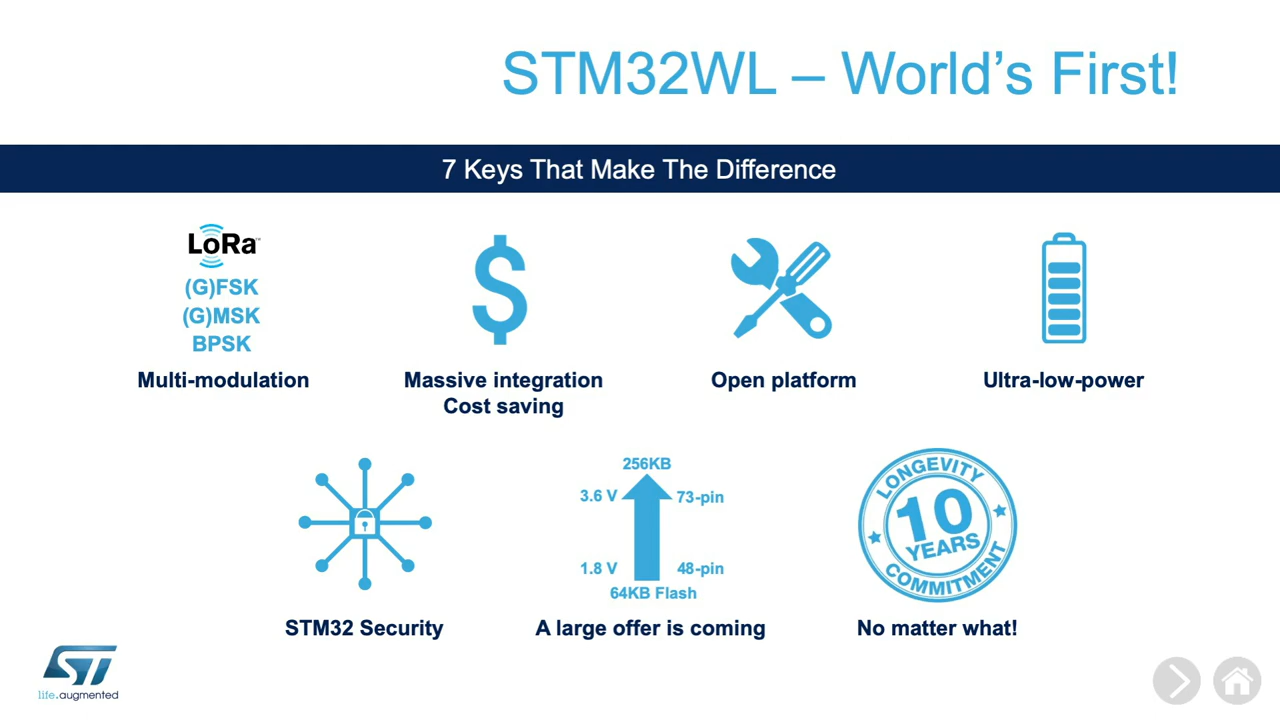 STM32WL – World's First!
7 Keys That Make The Difference
LoRa™
(G)FSK
(G)MSK
BPSK
Multi-modulation
Massive integration
Cost saving
Open platform
Ultra-low-power
STM32 Security
256KB
3.6 V
73-pin
1.8 V
48-pin
64KB Flash
A large offer is coming
LONGEVITY
10
YEARS
COMMITMENT
No matter what!
ST
life.augmented